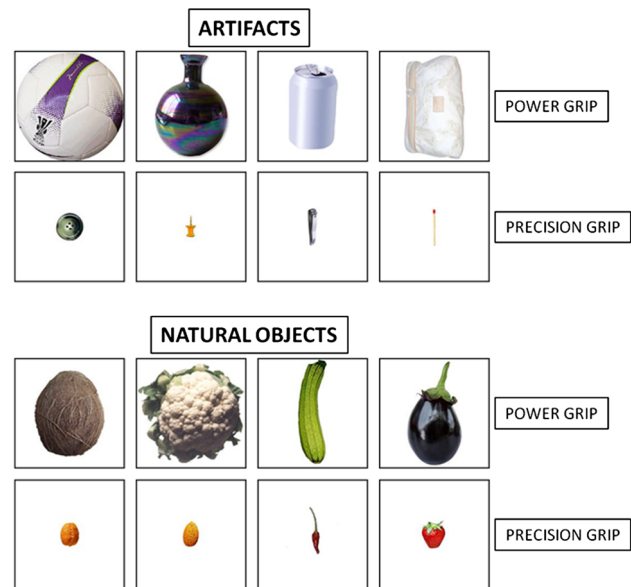 ARTIFACTS
POWER GRIP
PRECISION GRIP
NATURAL OBJECTS
POWER GRIP
PRECISION GRIP